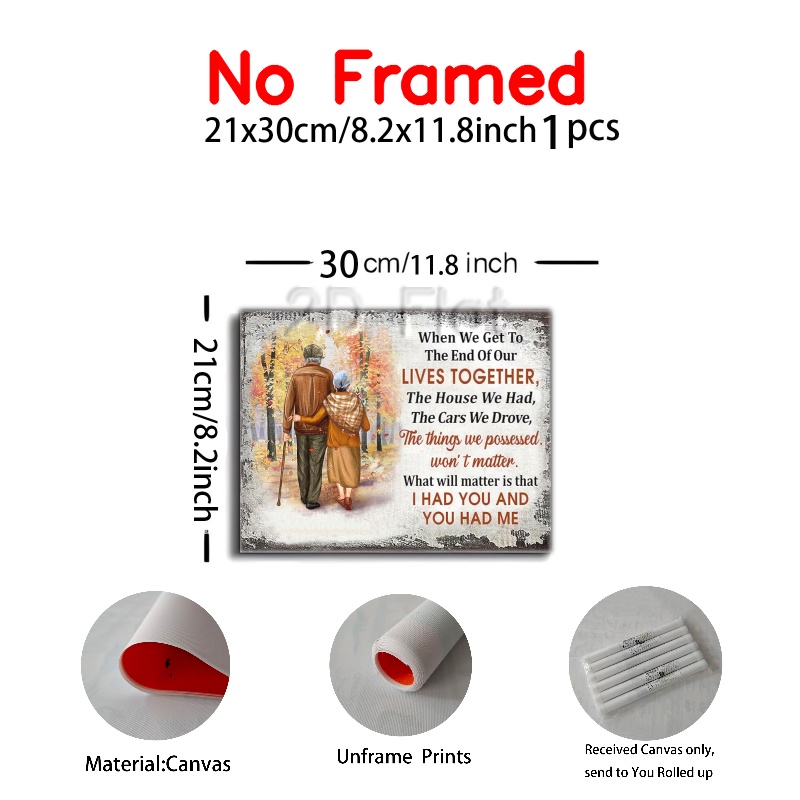 No Framed
21x30cm/8.2x11.8inch 1 pcs
30 cm/11.8 inch
2D Flat
21cm/8.2inch
When We Get To
The End Of Our
LIVES TOGETHER,
The House We Had,
The Cars We Drove,
The things we possessed.
won't matter.
What will matter is that
I HAD YOU AND
YOU HAD ME
Material:Canvas
Unframe Prints
Received Canvas only,
send to You Rolled up